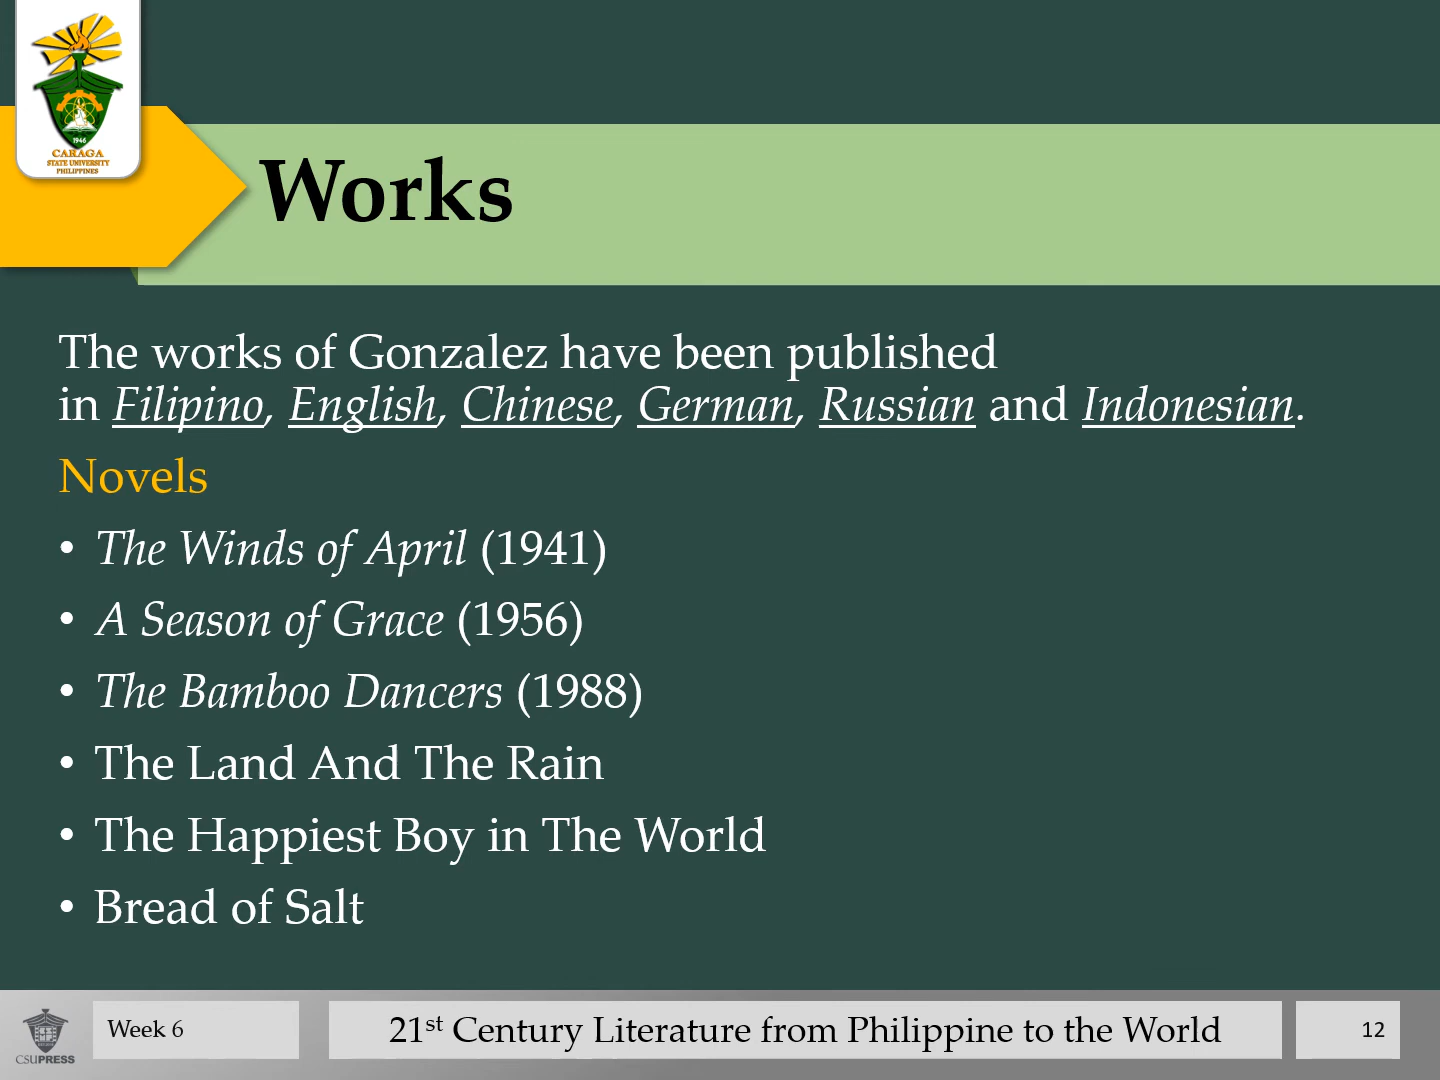 1946
CARAGA
STATE UNIVERSITY
PHILIPPINES
Works
The works of Gonzalez have been published
in Filipino, English, Chinese, German, Russian and Indonesian.
Novels
• The Winds of April (1941)
• A Season of Grace (1956)
• The Bamboo Dancers (1988)
• The Land And The Rain
• The Happiest Boy in The World
• Bread of Salt
CSUPRESS
Week 6
21st Century Literature from Philippine to the World
12